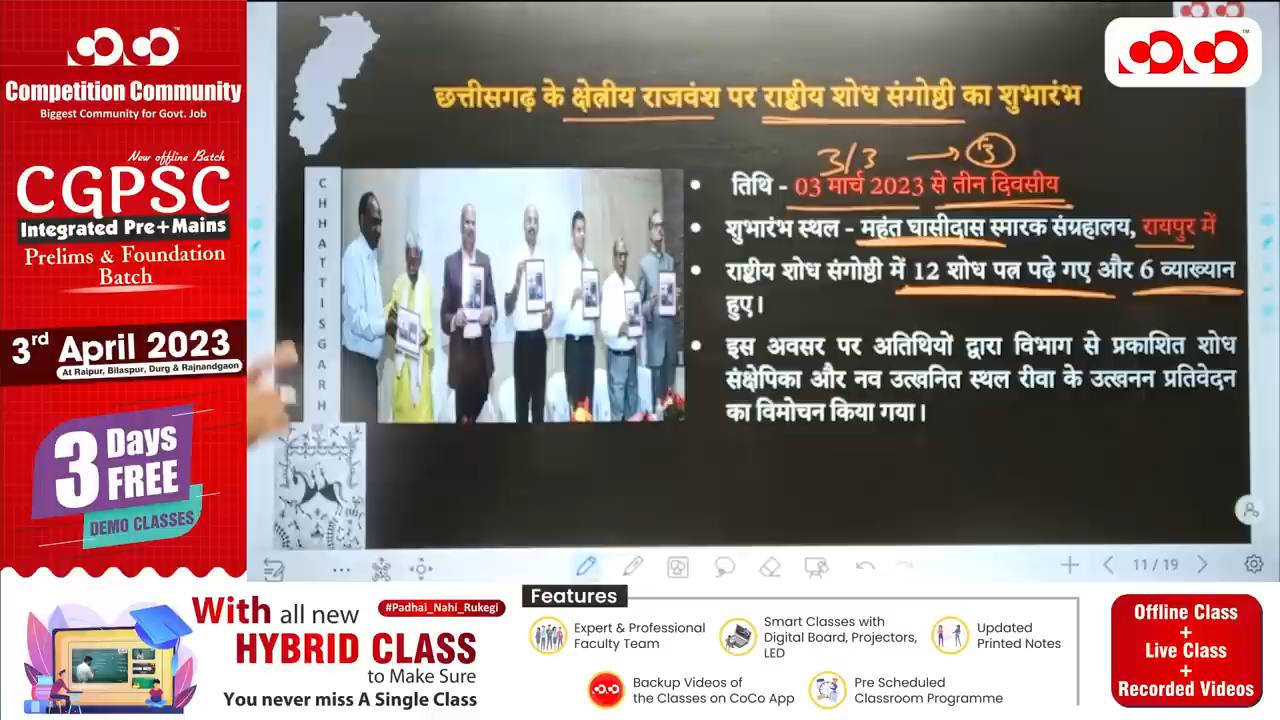 Competition Community
Biggest Community for Govt. Job
New offline Batch
CGPSC
Integrated Pre+Mains
Prelims & Foundation
Batch
3rd April 2023
At Raipur, Bilaspur, Durg & Rajnandgaon
3 Days
FREE
DEMO CLASSES
छत्तीसगढ़ के क्षेत्रीय राजवंश पर राष्ट्रीय शोध संगोष्ठी का शुभारंभ
3/3 → 3
• तिथि - 03 मार्च 2023 से तीन दिवसीय
• शुभारंभ स्थल - महंत घासीदास स्मारक संग्रहालय, रायपुर में
• राष्ट्रीय शोध संगोष्ठी में 12 शोध पत्र पढ़े गए और 6 व्याख्यान
हुए।
• इस अवसर पर अतिथियों द्वारा विभाग से प्रकाशित शोध
संक्षेपिका और नव उत्खनित स्थल रीवा के उत्खनन प्रतिवेदन
का विमोचन किया गया।
CHHATTISGARH
11/19
With all new
#Padhai_Nahi_Rukegi
HYBRID CLASS
to Make Sure
You never miss A Single Class
Features
Expert & Professional
Faculty Team
Smart Classes with
Digital Board, Projectors,
LED
Updated
Printed Notes
Backup Videos of
the Classes on CoCo App
Pre Scheduled
Classroom Programme
Offline Class
+
Live Class
+
Recorded Videos